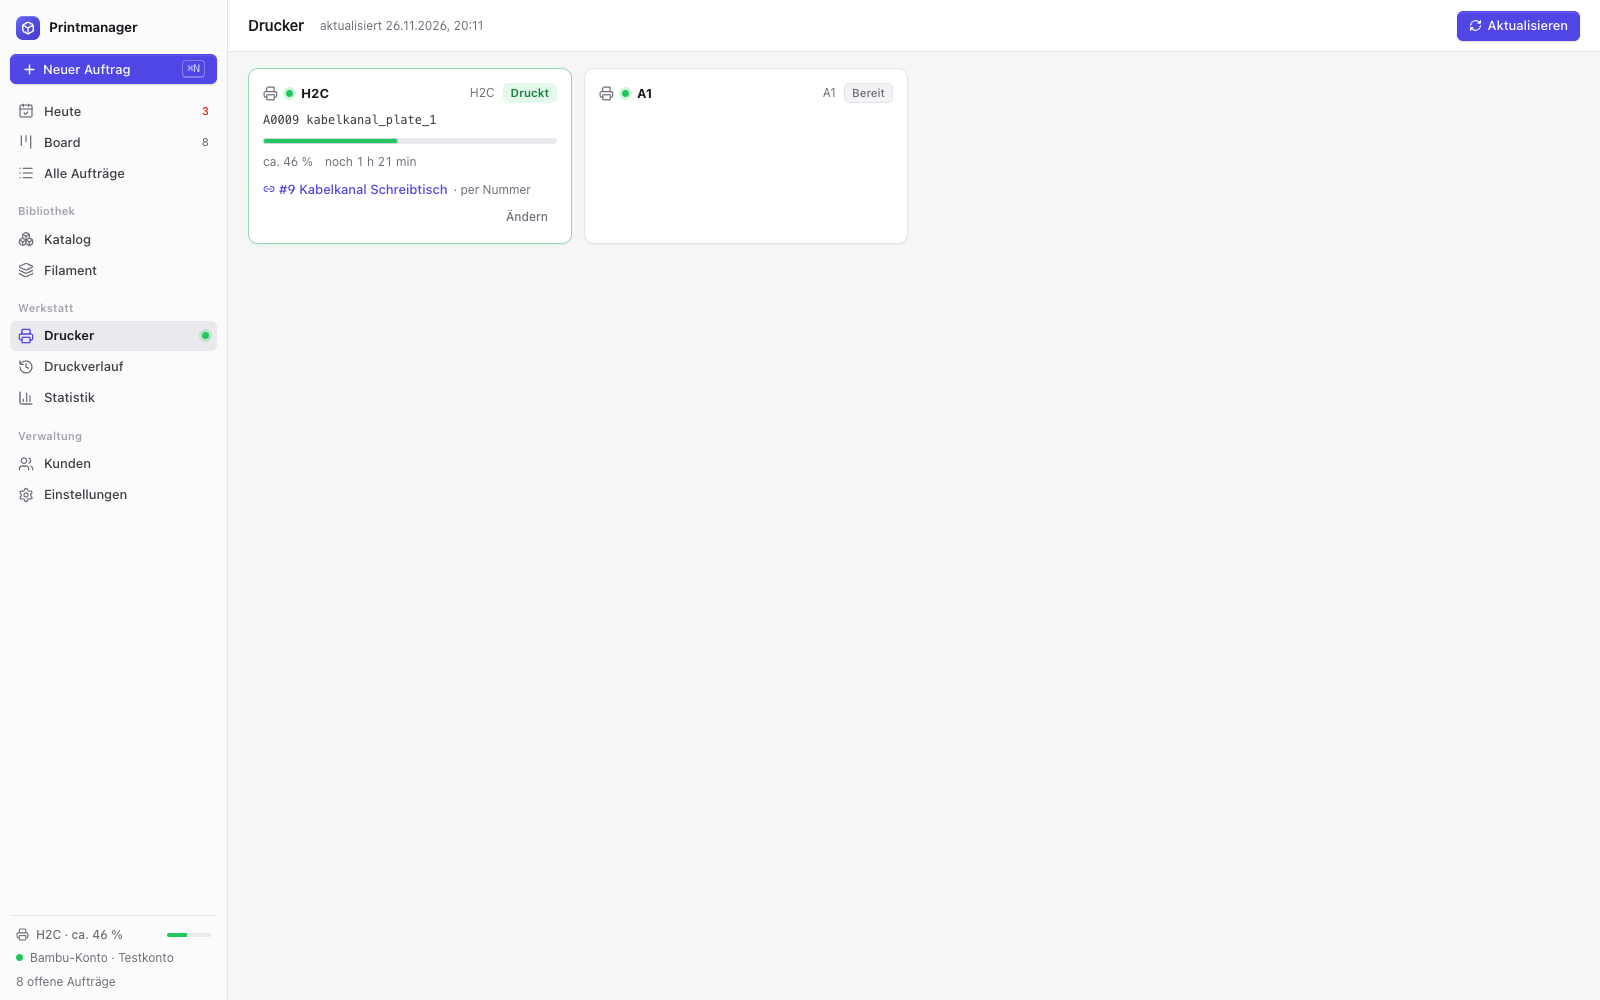 Printmanager
Neuer Auftrag ⌘N
Heute 3
Board 8
Alle Aufträge
Bibliothek
Katalog
Filament
Werkstatt
Drucker
Druckverlauf
Statistik
Verwaltung
Kunden
Einstellungen
H2C · ca. 46 %
Bambu-Konto · Testkonto
8 offene Aufträge
Drucker aktualisiert 26.11.2026, 20:11
Aktualisieren
H2C H2C Druckt
A0009 kabelkanal_plate_1
ca. 46 % noch 1 h 21 min
#9 Kabelkanal Schreibtisch · per Nummer
Ändern
A1 A1 Bereit